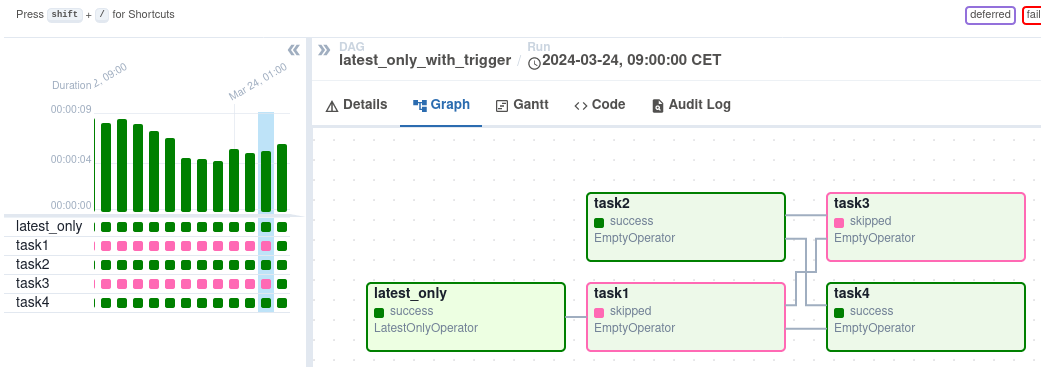 Press shift + / for Shortcuts
deferred
DAG
Run
latest_only_with_trigger / 2024-03-24, 09:00:00 CET
Duration
09:00
Mar 24, 01:00
00:00:09
00:00:04
00:00:00
Details
Graph
Gantt
Code
Audit Log
latest_only
task1
task2
task3
task4
task2
success
EmptyOperator
task3
skipped
EmptyOperator
latest_only
success
LatestOnlyOperator
task1
skipped
EmptyOperator
task4
success
EmptyOperator